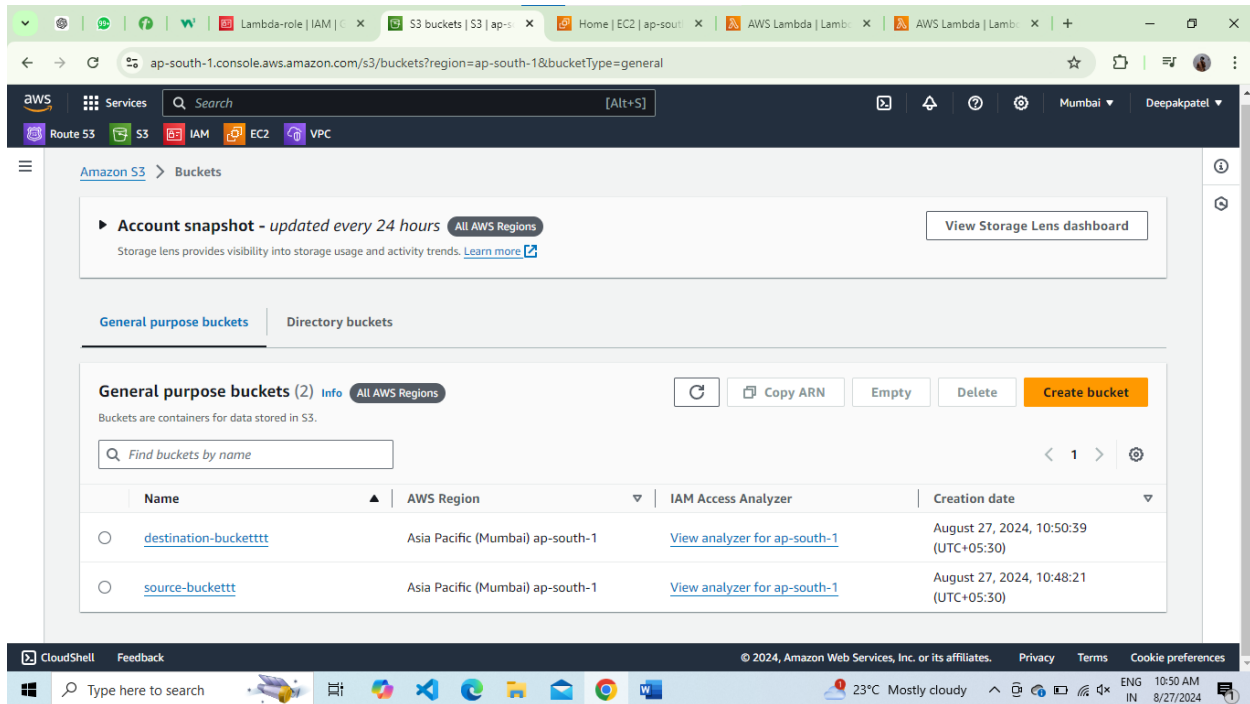 99+
Lambda-role | IAM |
S3 buckets | S3 | ap-s
Home | EC2 | ap-sout
AWS Lambda | Lamb
AWS Lambda | Lamb
ap-south-1.console.aws.amazon.com/s3/buckets?region=ap-south-1&bucketType=general
aws
Services
Search
[Alt+S]
Mumbai
Deepakpatel
Route 53
S3
IAM
EC2
VPC
Amazon S3
Buckets
Account snapshot - updated every 24 hours
All AWS Regions
View Storage Lens dashboard
Storage lens provides visibility into storage usage and activity trends. Learn more
General purpose buckets
Directory buckets
General purpose buckets (2) Info
All AWS Regions
Copy ARN
Empty
Delete
Create bucket
Buckets are containers for data stored in S3.
Find buckets by name
1
Name
AWS Region
IAM Access Analyzer
Creation date
destination-bucketttt
Asia Pacific (Mumbai) ap-south-1
View analyzer for ap-south-1
August 27, 2024, 10:50:39
(UTC+05:30)
source-buckettt
Asia Pacific (Mumbai) ap-south-1
View analyzer for ap-south-1
August 27, 2024, 10:48:21
(UTC+05:30)
CloudShell
Feedback
© 2024, Amazon Web Services, Inc. or its affiliates.
Privacy
Terms
Cookie preferences
Type here to search
23°C Mostly cloudy
ENG
IN
10:50 AM
8/27/2024
1